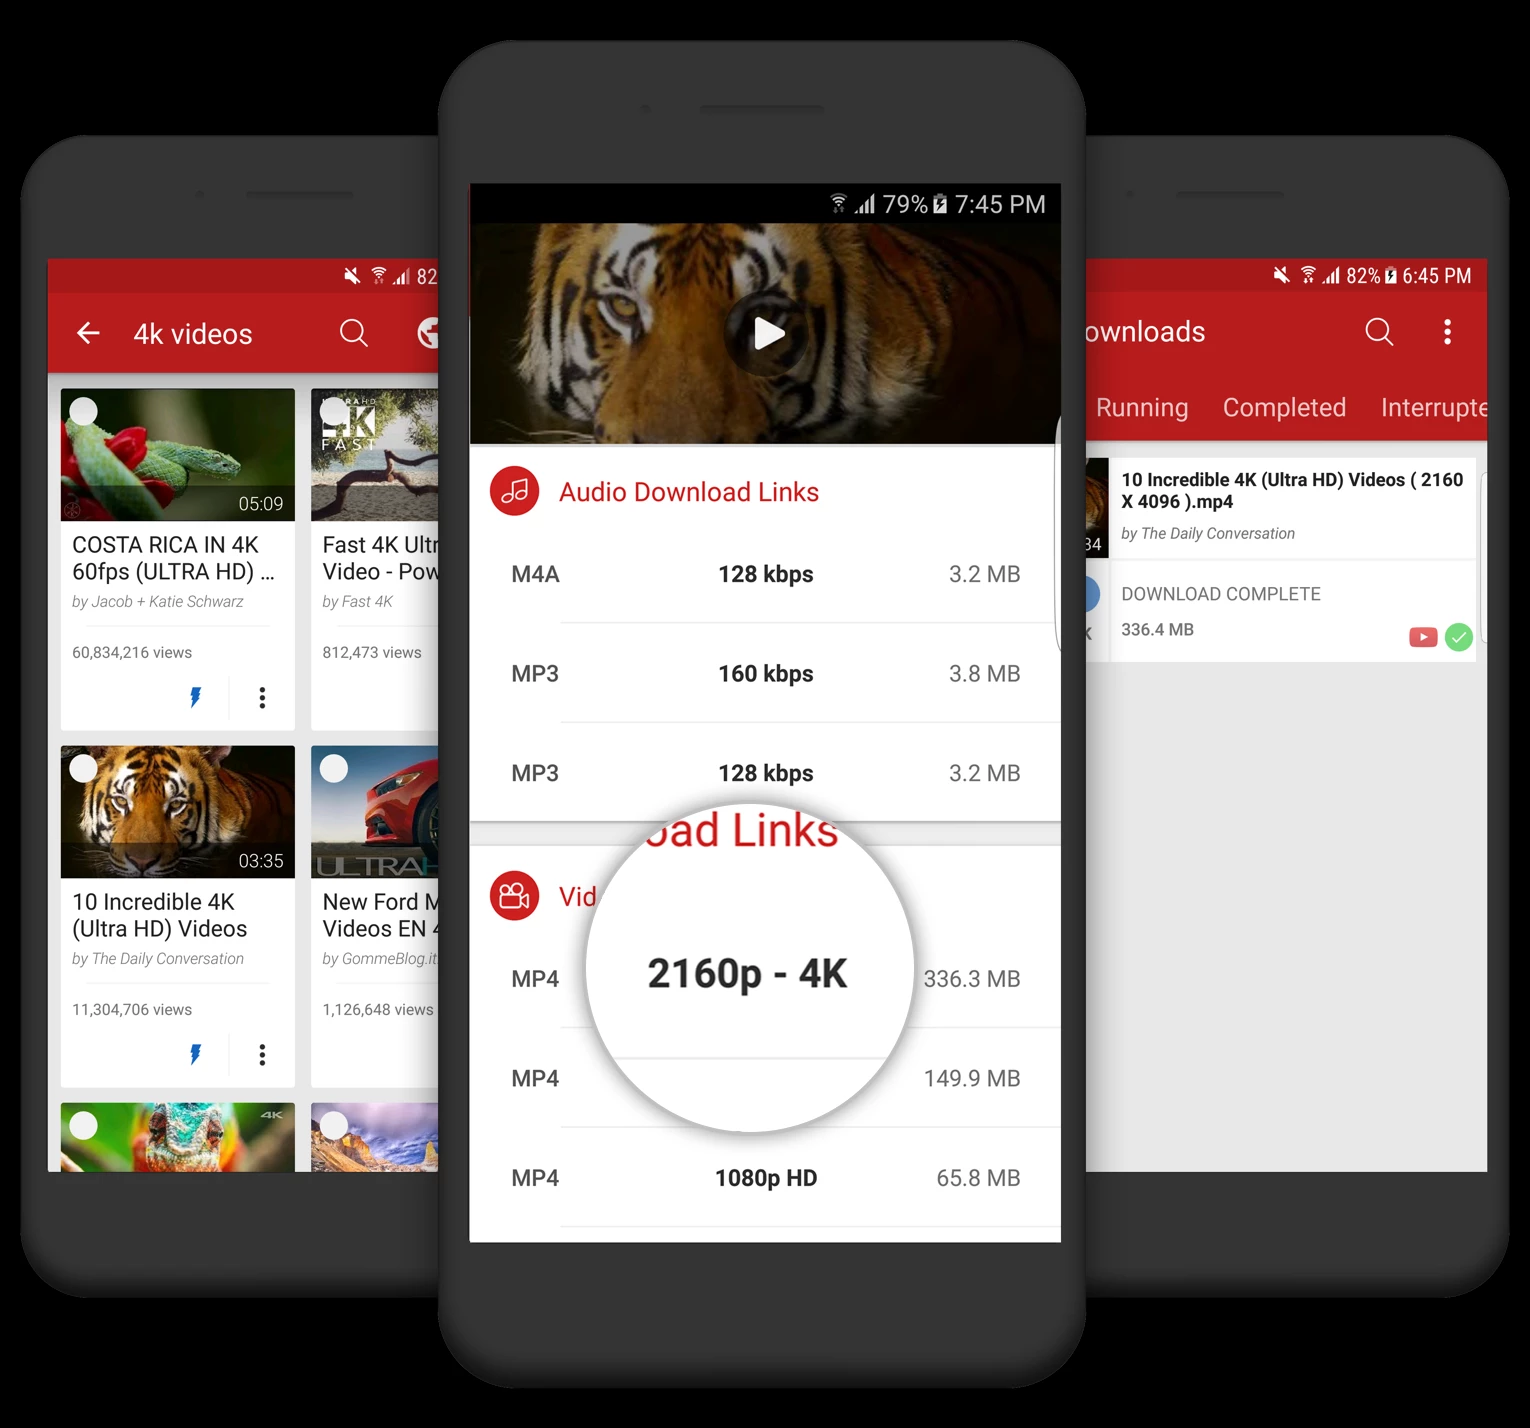 82
4k videos
ULTRA HD
4K
FAST
05:09
COSTA RICA IN 4K
60fps (ULTRA HD) ...
by Jacob + Katie Schwarz
60,834,216 views
Fast 4K Ultr
Video - Pow
by Fast 4K
812,473 views
03:35
10 Incredible 4K
(Ultra HD) Videos
by The Daily Conversation
11,304,706 views
ULTRAH
New Ford M
Videos EN 4
by GommeBlog.it
1,126,648 views
4K
79% 7:45 PM
Audio Download Links
M4A 128 kbps 3.2 MB
MP3 160 kbps 3.8 MB
MP3 128 kbps 3.2 MB
Vid oad Links
MP4 2160p - 4K 336.3 MB
MP4 149.9 MB
MP4 1080p HD 65.8 MB
82% 6:45 PM
ownloads
Running Completed Interrupte
34
10 Incredible 4K (Ultra HD) Videos ( 2160
X 4096 ).mp4
by The Daily Conversation
DOWNLOAD COMPLETE
K 336.4 MB